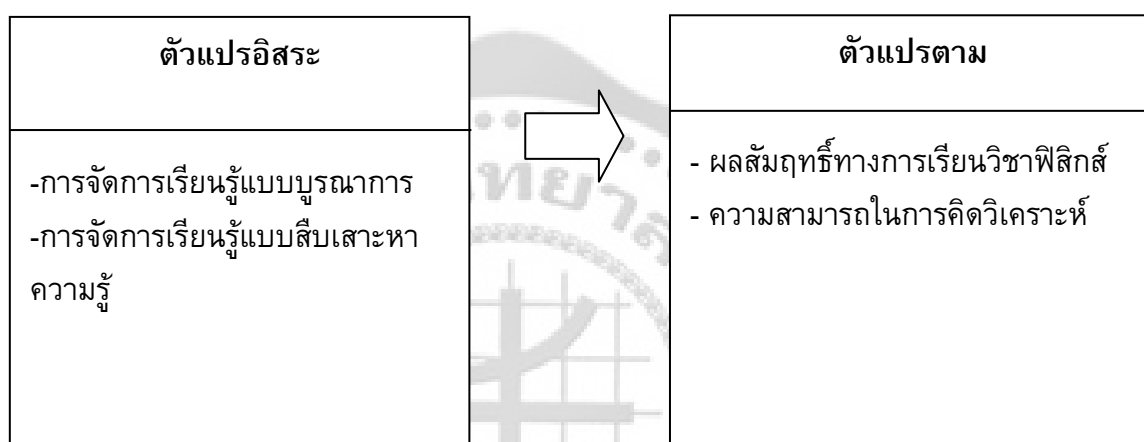 ตัวแปรอิสระ
-การจัดการเรียนรู้แบบบูรณาการ
-การจัดการเรียนรู้แบบสืบเสาะหา
ความรู้
ตัวแปรตาม
- ผลสัมฤทธิ์ทางการเรียนวิชาฟิสิกส์
- ความสามารถในการคิดวิเคราะห์